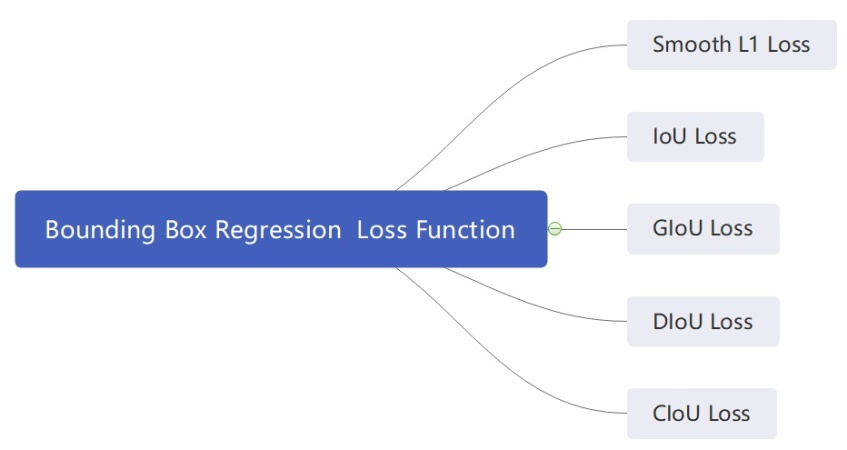 Smooth L1 Loss
IoU Loss
Bounding Box Regression  Loss Function
GIoU Loss
DIoU Loss
CIoU Loss